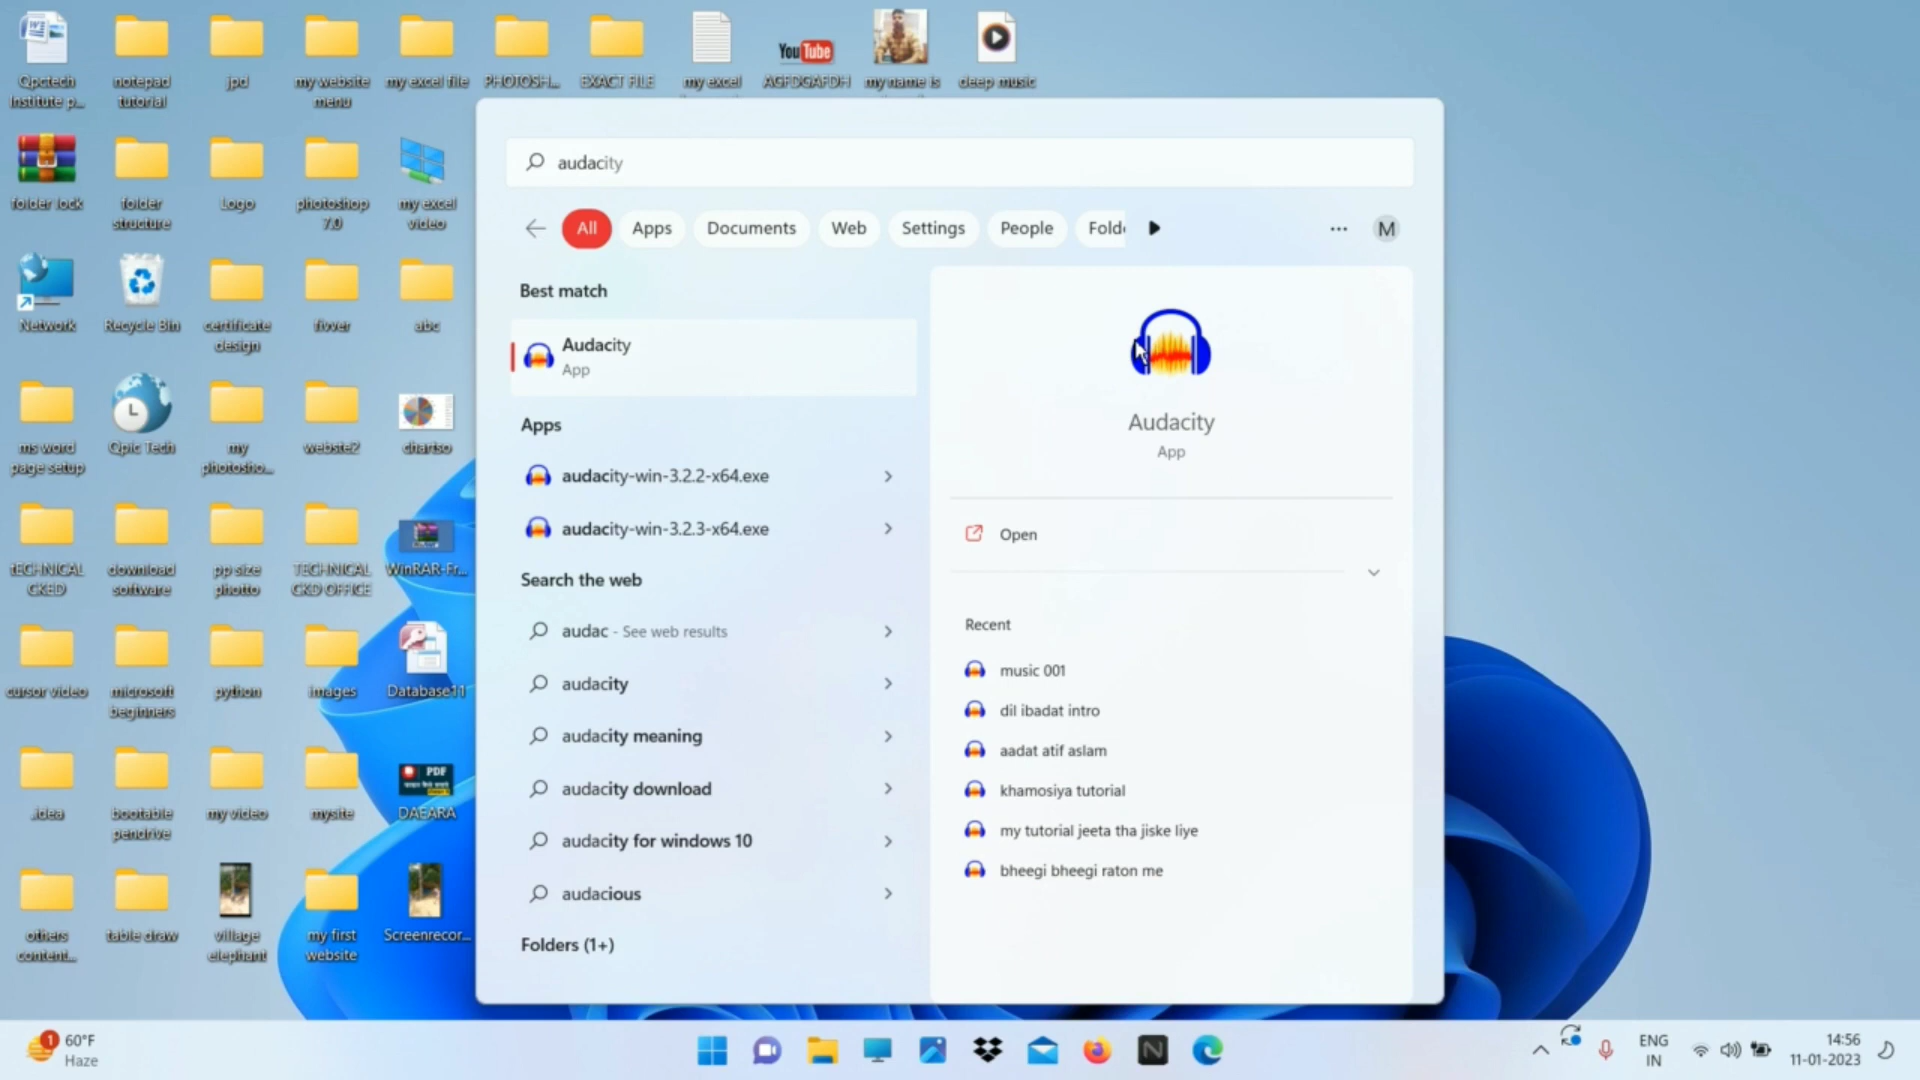 Qpctech
Institute p...
notepad
tutorial
jpd
my website
menu
my excel file
PHOTOSH...
EXACT FILE
my excel
YouTube
AGFDGAFDH
my name is
deep music
folder lock
folder
structure
Logo
photoshop
7.0
my excel
video
Network
Recycle Bin
certificate
design
fivver
abc
ms word
page setup
Qpic Tech
my
photosho...
webste2
chartso
tECHNICAL
CKED
download
software
pp size
photto
TECHNICAL
CKD OFFICE
WinRAR-Fr...
cursor video
microsoft
beginners
python
images
Database11
.idea
bootable
pendrive
my video
mysite
PDF
DAEARA
others
content...
table draw
village
elephant
my first
website
Screenrecor...
audacity
All
Apps
Documents
Web
Settings
People
Folde
M
Best match
Audacity
App
Apps
audacity-win-3.2.2-x64.exe
audacity-win-3.2.3-x64.exe
Search the web
audac - See web results
audacity
audacity meaning
audacity download
audacity for windows 10
audacious
Folders (1+)
Audacity
App
Open
Recent
music 001
dil ibadat intro
aadat atif aslam
khamosiya tutorial
my tutorial jeeta tha jiske liye
bheegi bheegi raton me
1
60°F
Haze
ENG
IN
14:56
11-01-2023